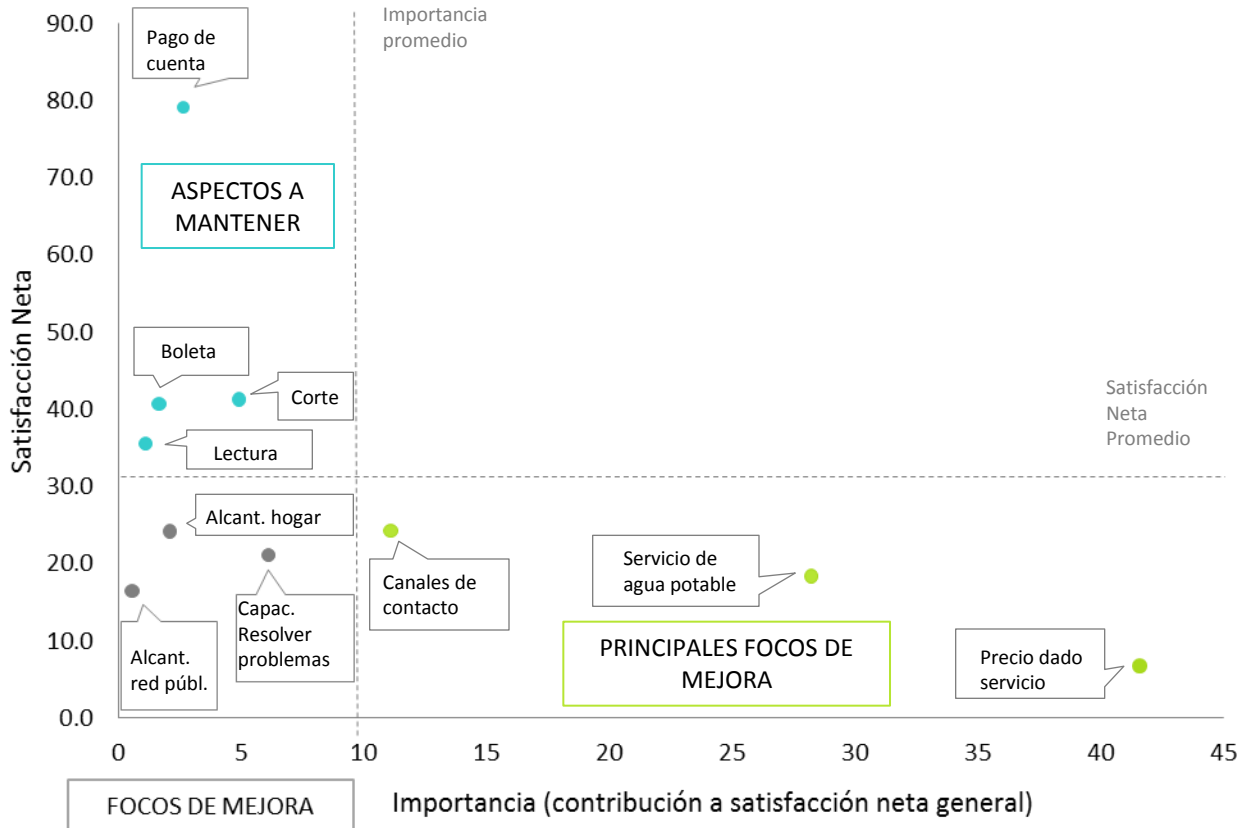 90.0
80.0
70.0
60.0
50.0
40.0
30.0
20.0
10.0
0.0
Satisfacción Neta
Importancia
promedio
Pago de
cuenta
ASPECTOS A
MANTENER
Boleta
Corte
Lectura
Satisfacción
Neta
Promedio
Alcant. hogar
Alcant.
red públ.
Capac.
Resolver
problemas
Canales de
contacto
Servicio de
agua potable
PRINCIPALES FOCOS DE
MEJORA
Precio dado
servicio
0
5
10
15
20
25
30
35
40
45
FOCOS DE MEJORA
Importancia (contribución a satisfacción neta general)